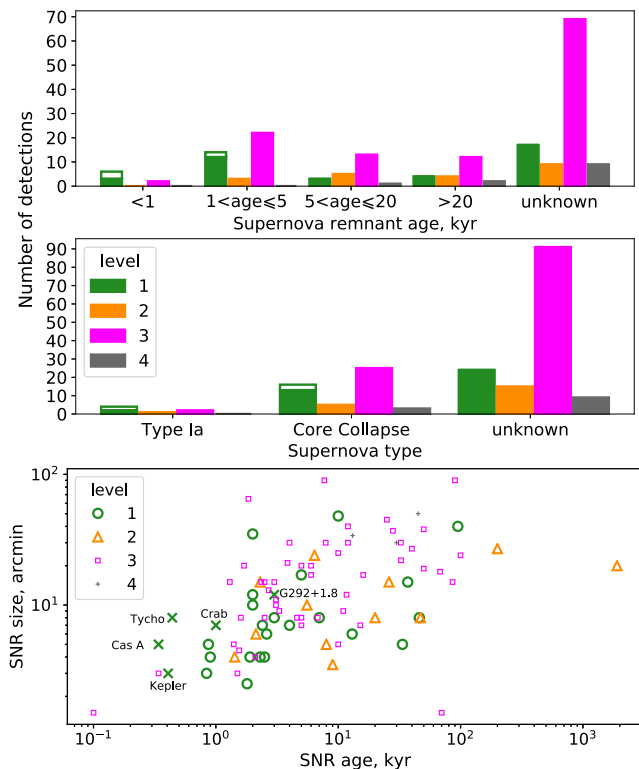 70
60
50
40
30
20
10
0
<1
1<age⩽5
5<age⩽20
>20
unknown
Supernova remnant age, kyr
Number of detections
90
80
70
60
50
40
30
20
10
0
level
1
2
3
4
Type Ia
Core Collapse
unknown
Supernova type
10²
10¹
SNR size, arcmin
level
1
2
3
4
Tycho
Cas A
Kepler
Crab
G292+1.8
10⁻¹
10⁰
10¹
10²
10³
SNR age, kyr